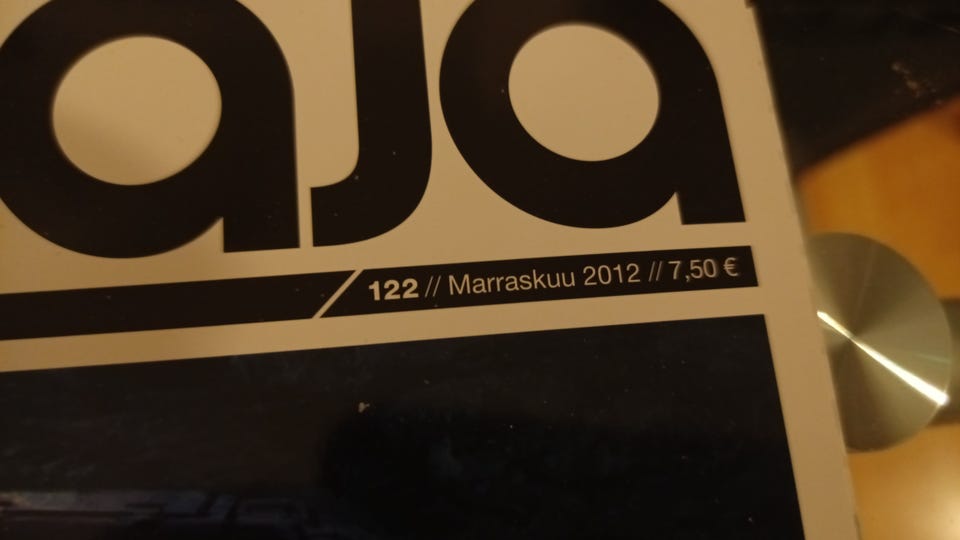 aja
122 // Marraskuu 2012 // 7,50 €